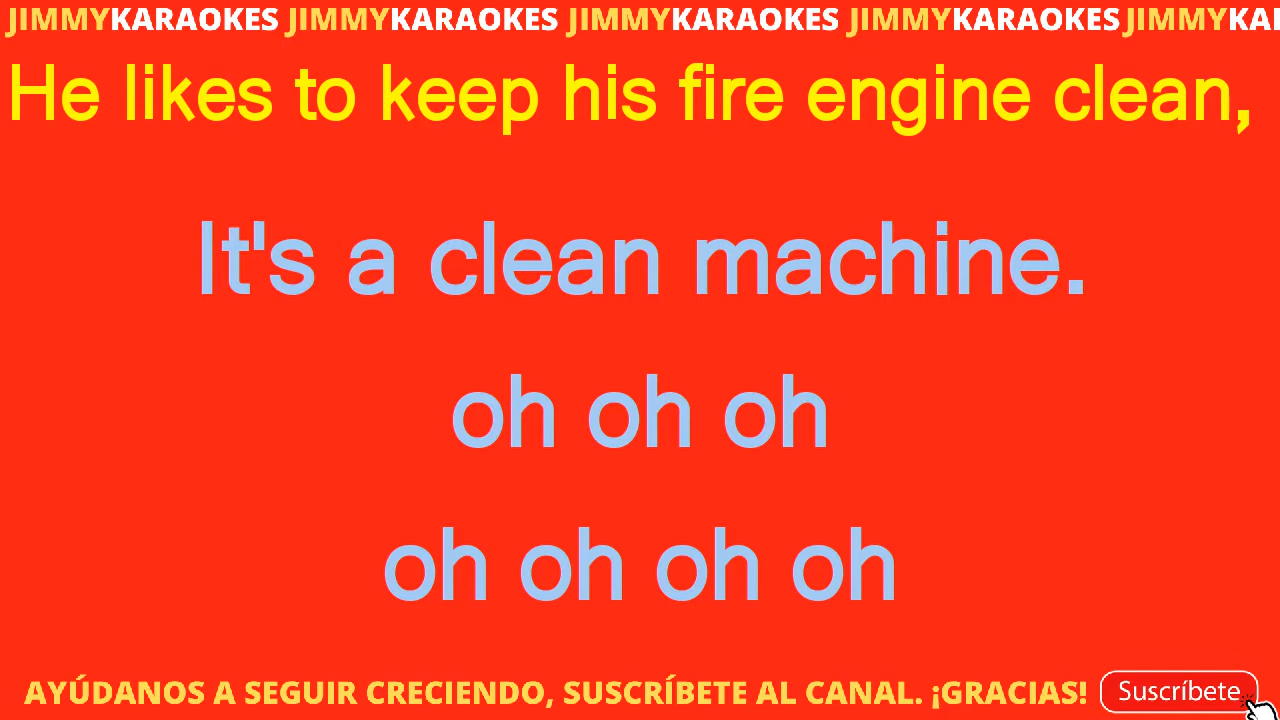 JIMMYKARAOKES JIMMYKARAOKES JIMMYKARAOKES JIMMYKARAOKES JIMMYKAI
He likes to keep his fire engine clean,
It's a clean machine.
oh oh oh
oh oh oh oh
AYÚDANOS A SEGUIR CRECIENDO, SUSCRÍBETE AL CANAL. ¡GRACIAS! Suscríbete